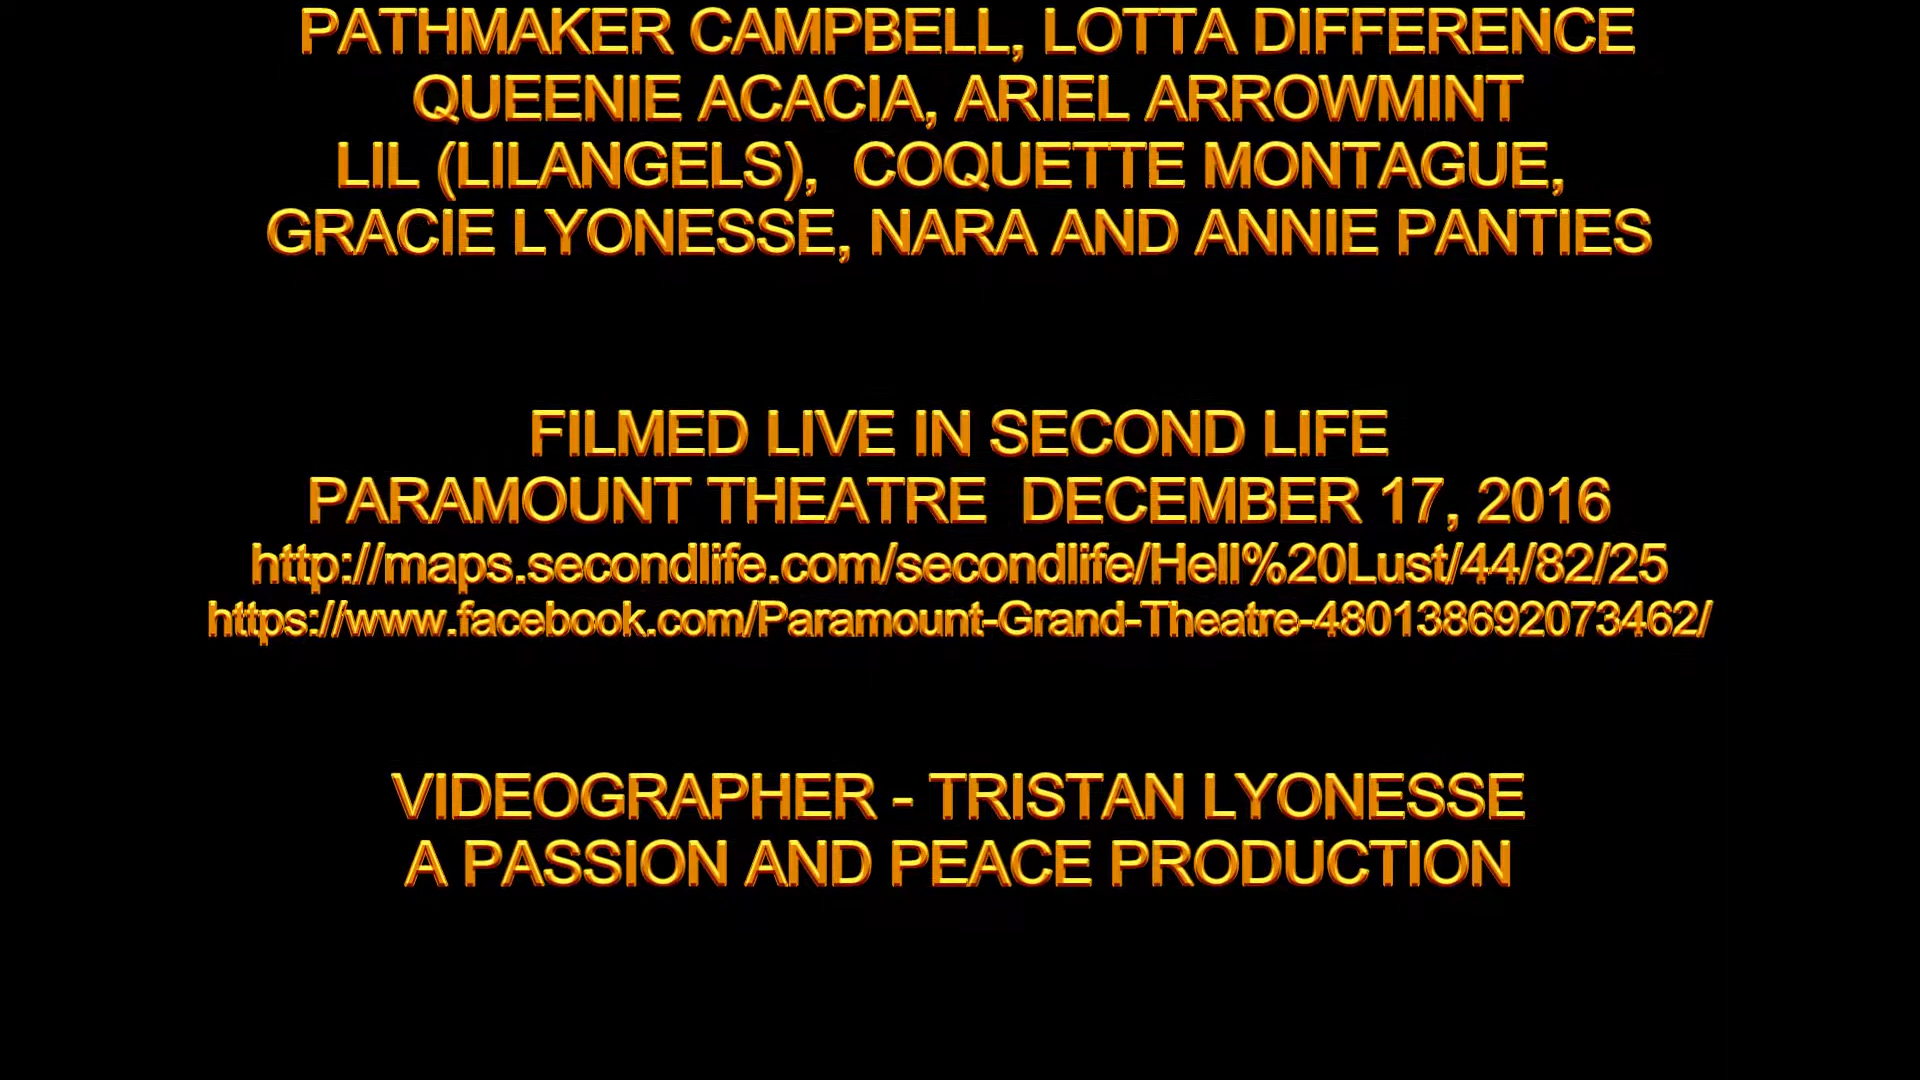 PATHMAKER CAMPBELL, LOTTA DIFFERENCE
QUEENIE ACACIA, ARIEL ARROWMINT
LIL (LILANGELS),  COQUETTE MONTAGUE,
GRACIE LYONESSE, NARA AND ANNIE PANTIES
FILMED LIVE IN SECOND LIFE
PARAMOUNT THEATRE  DECEMBER 17, 2016
http://maps.secondlife.com/secondlife/Hell%20Lust/44/82/25
https://www.facebook.com/Paramount-Grand-Theatre-480138692073462/
VIDEOGRAPHER - TRISTAN LYONESSE
A PASSION AND PEACE PRODUCTION